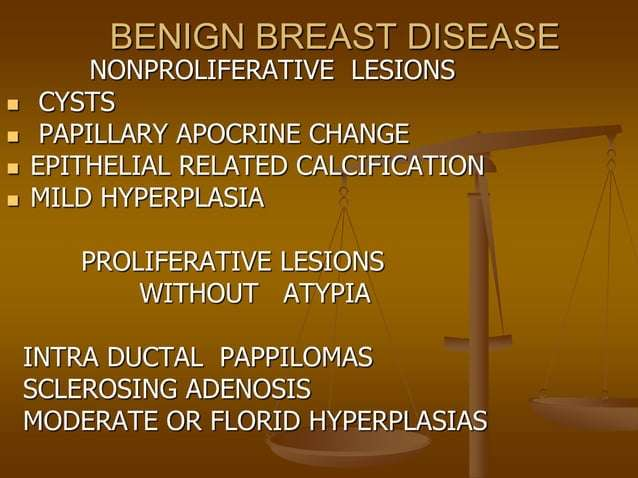 BENIGN BREAST DISEASE
NONPROLIFERATIVE LESIONS
CYSTS
PAPILLARY APOCRINE CHANGE
EPITHELIAL RELATED CALCIFICATION
MILD HYPERPLASIA
PROLIFERATIVE LESIONS
WITHOUT ATYPIA
INTRA DUCTAL PAPPILOMAS
SCLEROSING ADENOSIS
MODERATE OR FLORID HYPERPLASIAS